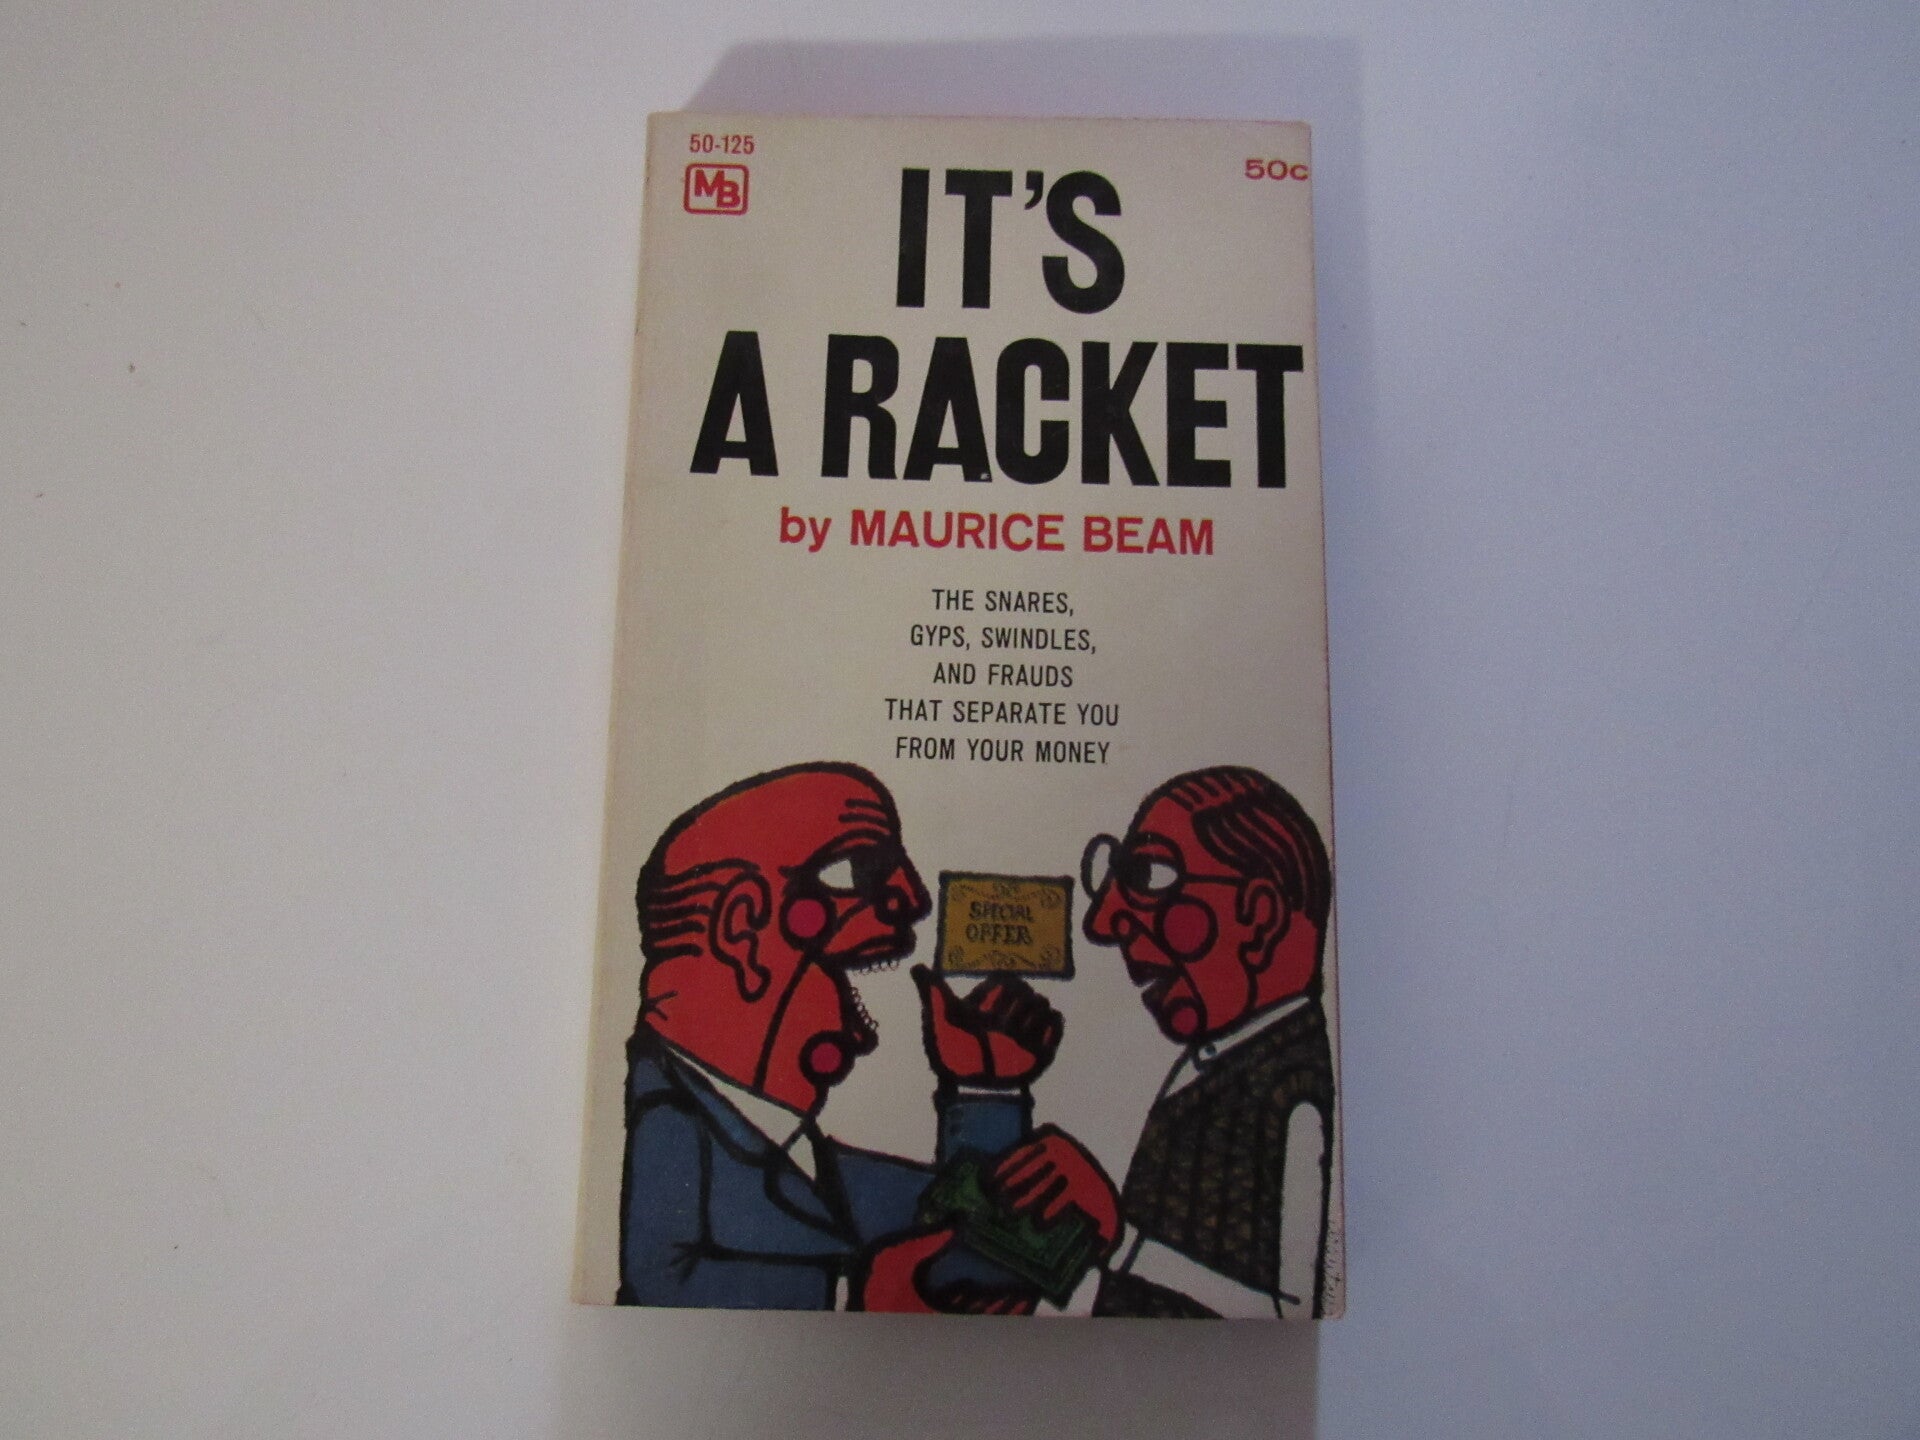 50-125
MB
50c
IT'S
A RACKET
by MAURICE BEAM
THE SNARES,
GYPS, SWINDLES,
AND FRAUDS
THAT SEPARATE YOU
FROM YOUR MONEY
SPECIAL
OFFER